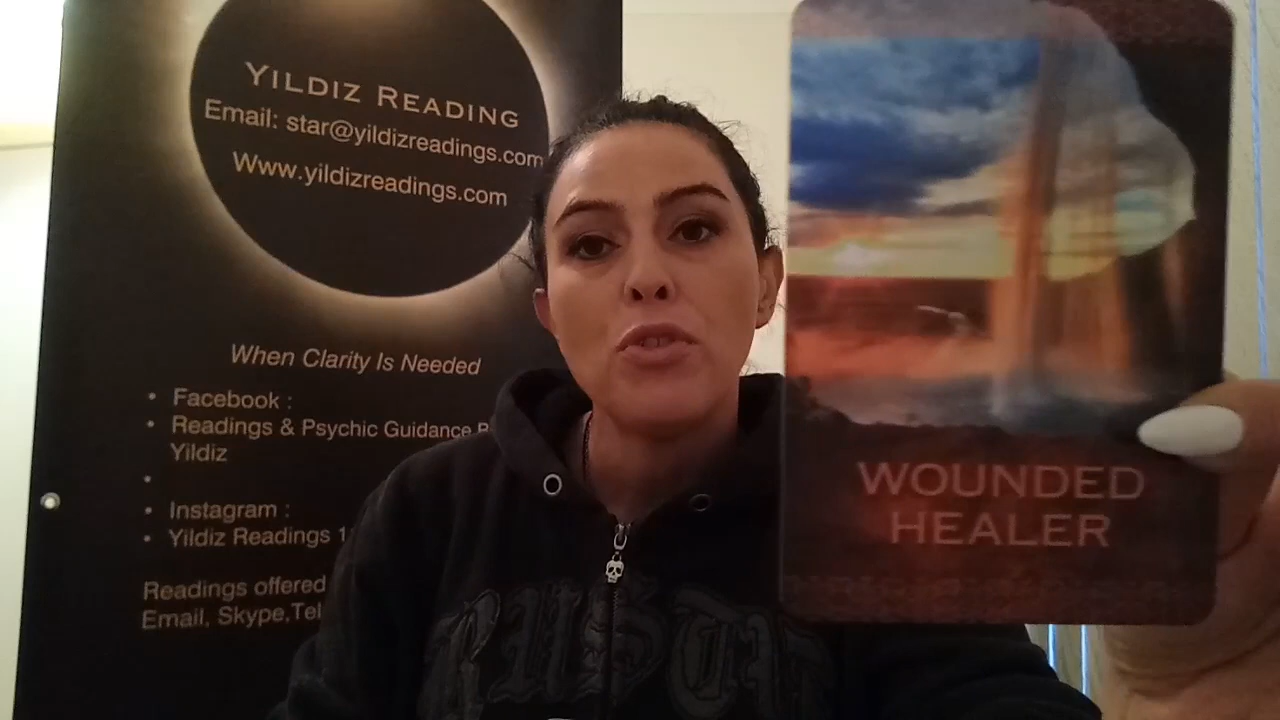 YILDIZ READING
Email: star@yildizreadings.com
Www.yildizreadings.com
When Clarity Is Needed
• Facebook :
• Readings & Psychic Guidance
Yildiz
•
• Instagram :
• Yildiz Readings
Readings offered
Email, Skype,Tel
WOUNDED
HEALER